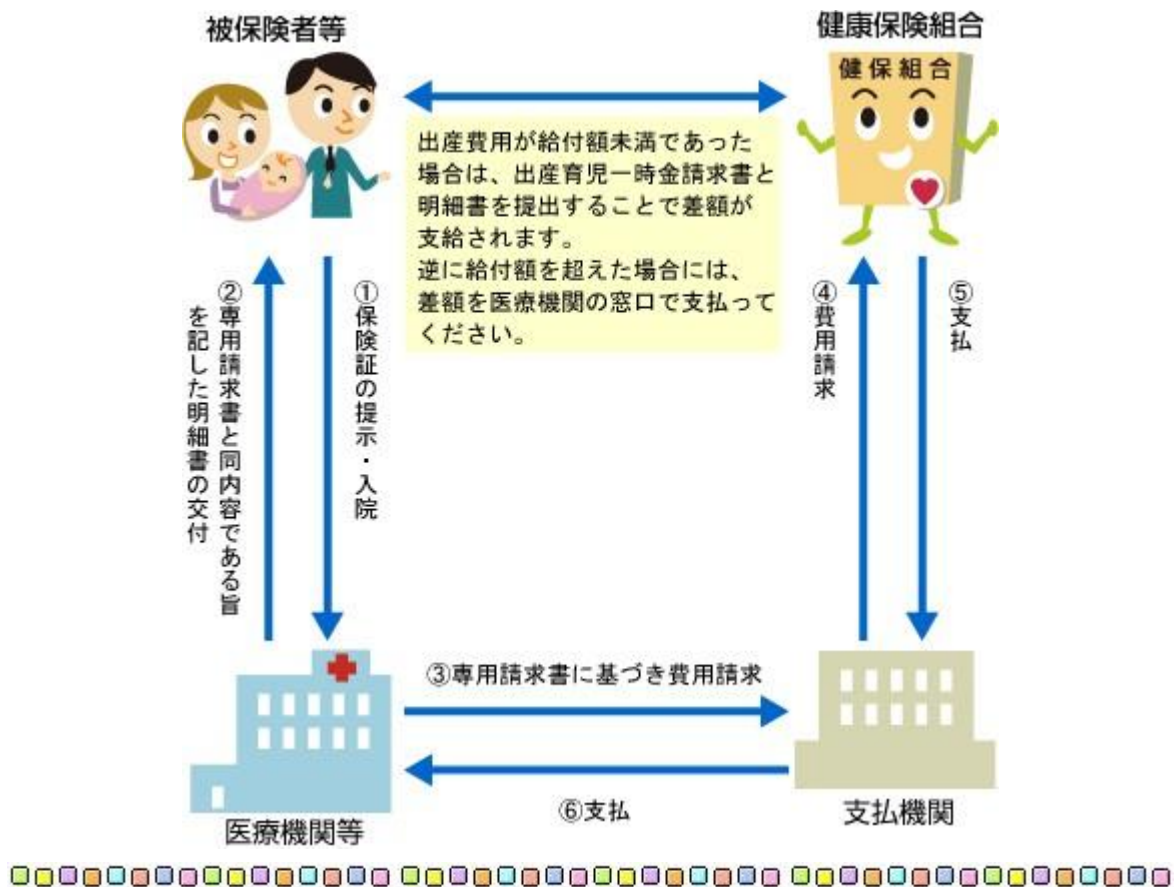 被保険者等
健康保険組合
健保組合
出産費用が給付額未満であった
場合は、出産育児一時金請求書と
明細書を提出することで差額が
支給されます。
逆に給付額を超えた場合には、
差額を医療機関の窓口で支払って
ください。
①保険証の提示・入院
②専用請求書と同内容である旨
を記した明細書の交付
④費用請求
⑤支払
③専用請求書に基づき費用請求
⑥支払
医療機関等
支払機関